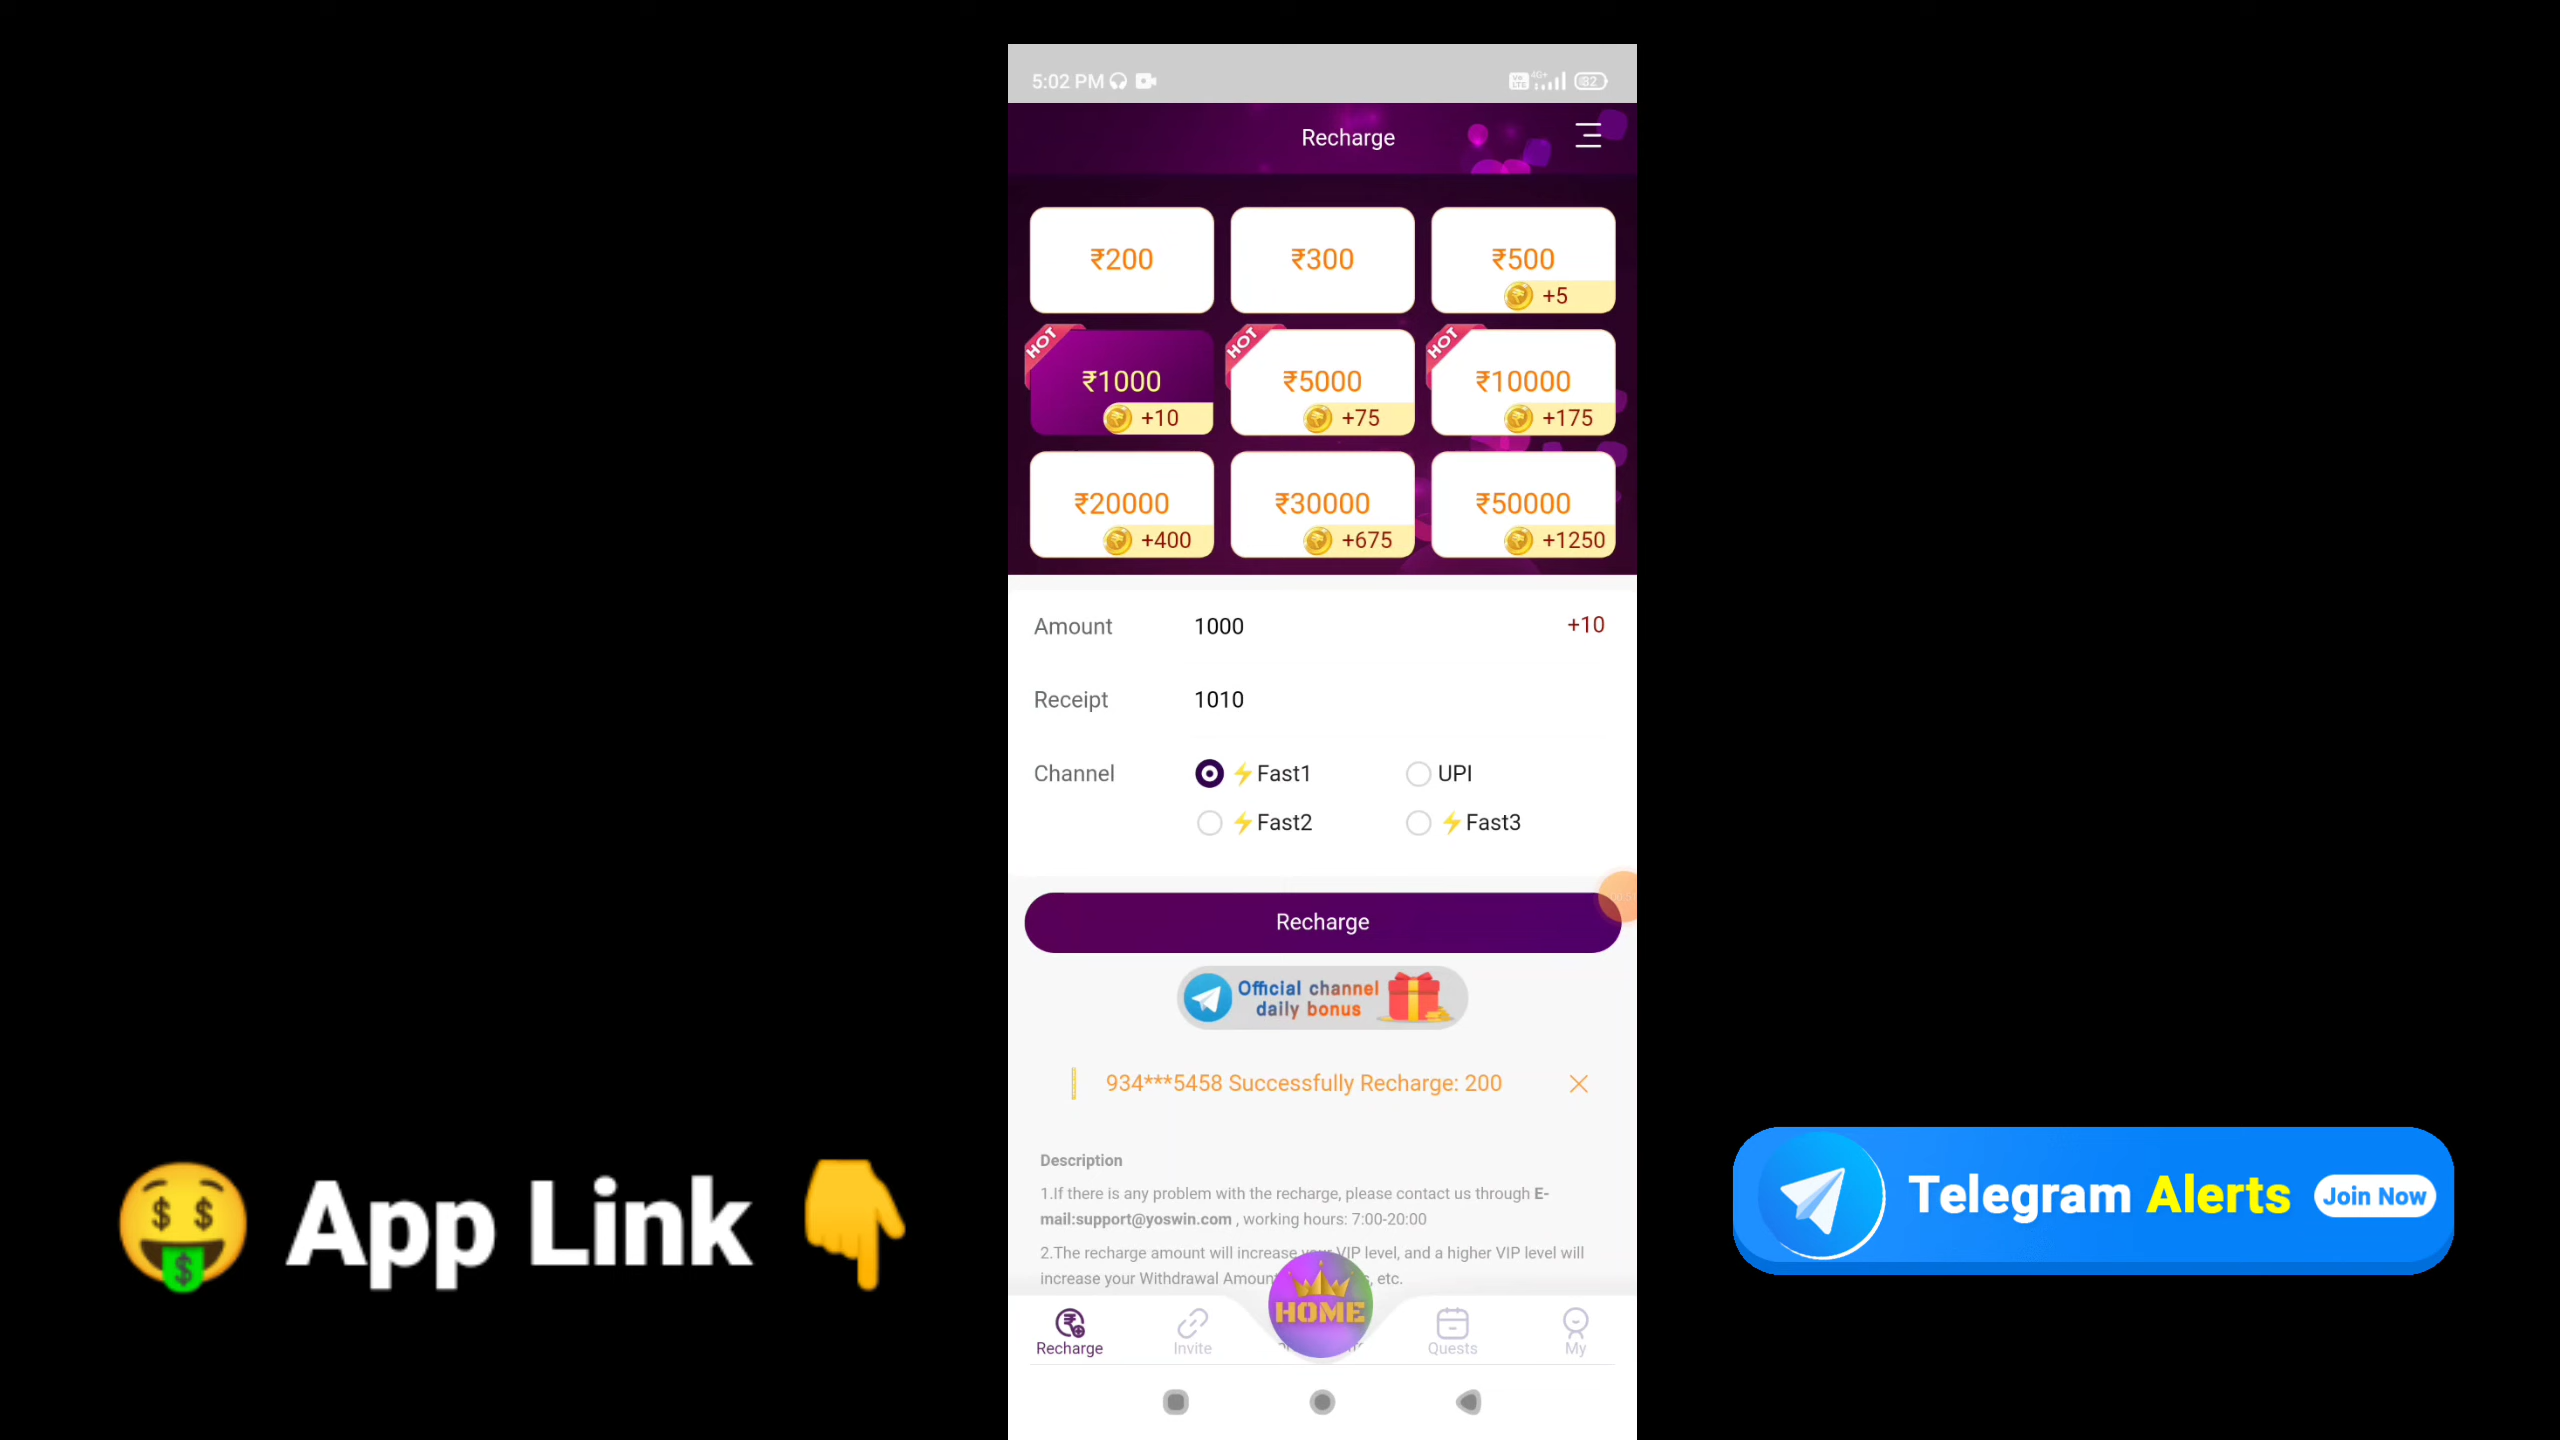 5:02 PM
VoLTE 4G+ 82
Recharge
₹200 ₹300 ₹500
+5
HOT HOT HOT
₹1000 ₹5000 ₹10000
+10 +75 +175
₹20000 ₹30000 ₹50000
+400 +675 +1250
Amount 1000 +10
Receipt 1010
Channel ⚡Fast1 UPI
⚡Fast2 ⚡Fast3
Recharge
Official channel
daily bonus
934***5458 Successfully Recharge: 200
Description
1.If there is any problem with the recharge, please contact us through E-
mail:support@yoswin.com , working hours: 7:00-20:00
2.The recharge amount will increase your VIP level, and a higher VIP level will
increase your Withdrawal Amount , etc.
HOME
Recharge Invite Quests My
🤑 App Link 👇
Telegram Alerts Join Now